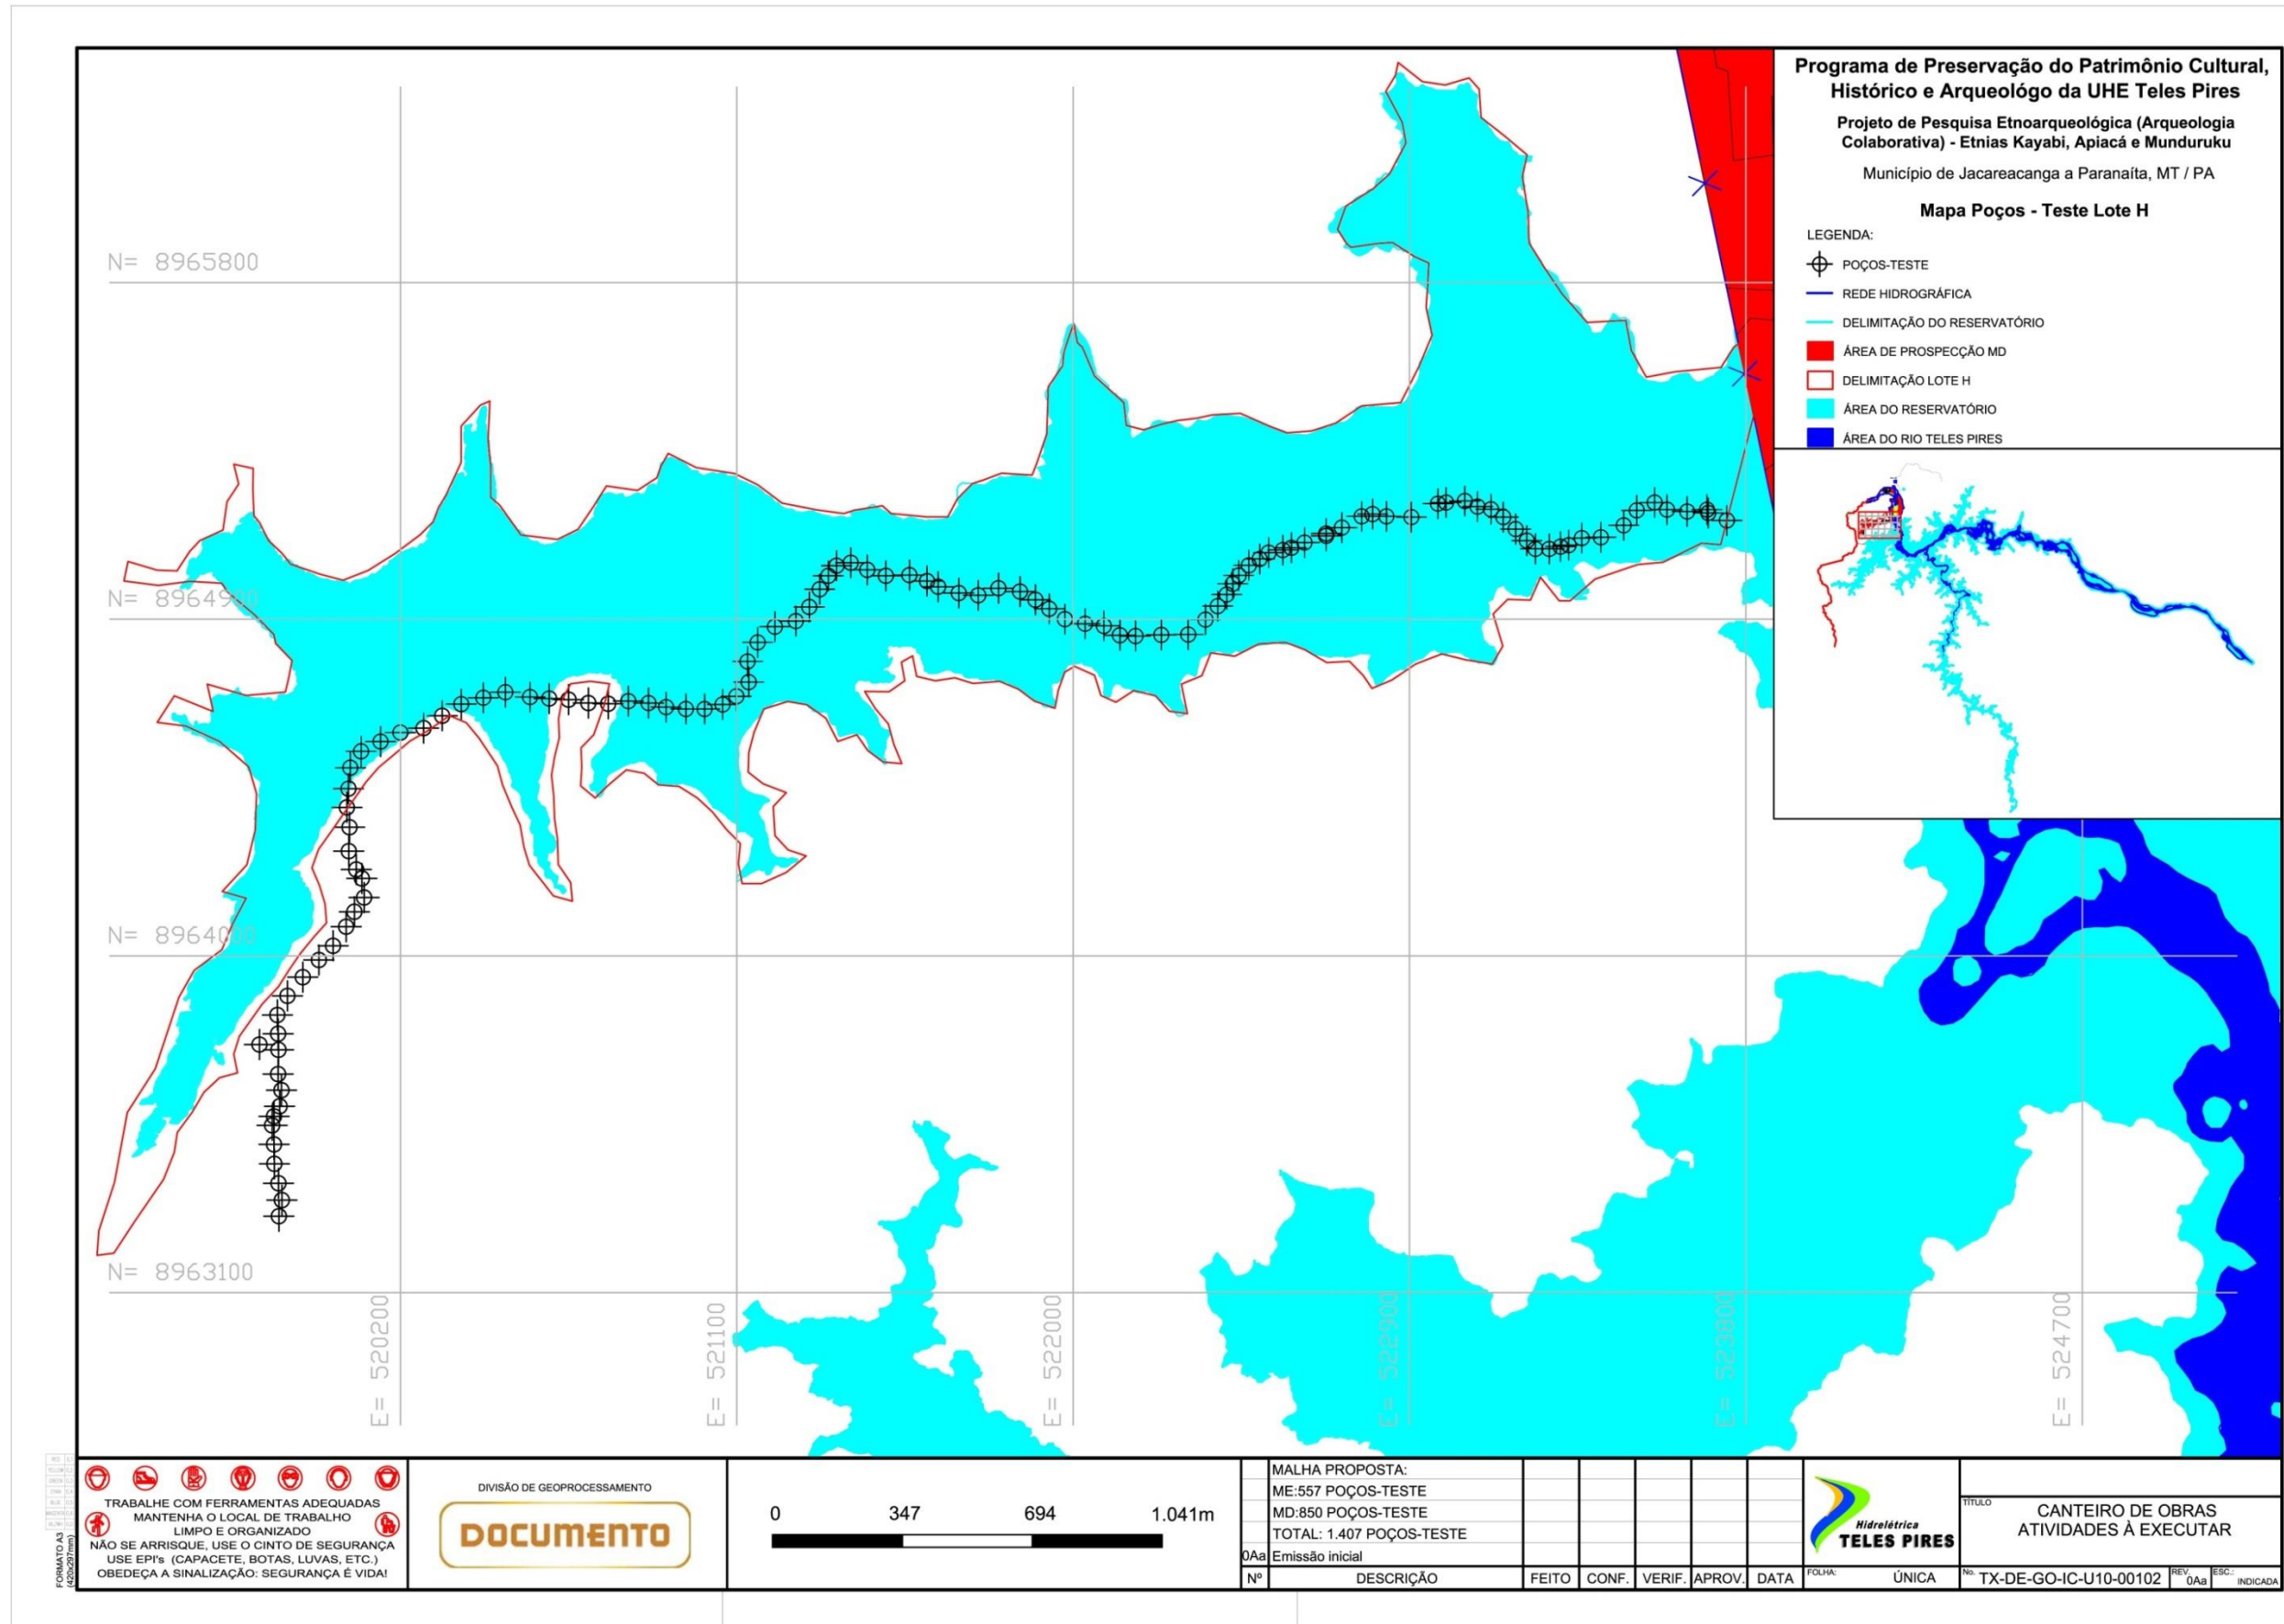 Programa de Preservação do Patrimônio Cultural,
Histórico e Arqueológo da UHE Teles Pires
Projeto de Pesquisa Etnoarqueológica (Arqueologia
Colaborativa) - Etnias Kayabi, Apiacá e Munduruku
Município de Jacareacanga a Paranaíta, MT / PA
Mapa Poços - Teste Lote H
LEGENDA:
POÇOS-TESTE
REDE HIDROGRÁFICA
DELIMITAÇÃO DO RESERVATÓRIO
ÁREA DE PROSPECÇÃO MD
DELIMITAÇÃO LOTE H
ÁREA DO RESERVATÓRIO
ÁREA DO RIO TELES PIRES
N= 8965800
N= 8964900
N= 8964000
N= 8963100
E= 520200
E= 521100
E= 522000
E= 522900
E= 523800
E= 524700
TRABALHE COM FERRAMENTAS ADEQUADAS
MANTENHA O LOCAL DE TRABALHO
LIMPO E ORGANIZADO
NÃO SE ARRISQUE, USE O CINTO DE SEGURANÇA
USE EPI's (CAPACETE, BOTAS, LUVAS, ETC.)
OBEDEÇA A SINALIZAÇÃO: SEGURANÇA É VIDA!
FORMATO A3
(420x297mm)
DIVISÃO DE GEOPROCESSAMENTO
DOCUMENTO
0 347 694 1.041m
MALHA PROPOSTA:
ME:557 POÇOS-TESTE
MD:850 POÇOS-TESTE
TOTAL: 1.407 POÇOS-TESTE
0Aa Emissão inicial
Nº DESCRIÇÃO FEITO CONF. VERIF. APROV. DATA
Hidrelétrica
TELES PIRES
FOLHA: ÚNICA
TÍTULO
CANTEIRO DE OBRAS
ATIVIDADES À EXECUTAR
No. TX-DE-GO-IC-U10-00102
REV. 0Aa
ESC.: INDICADA